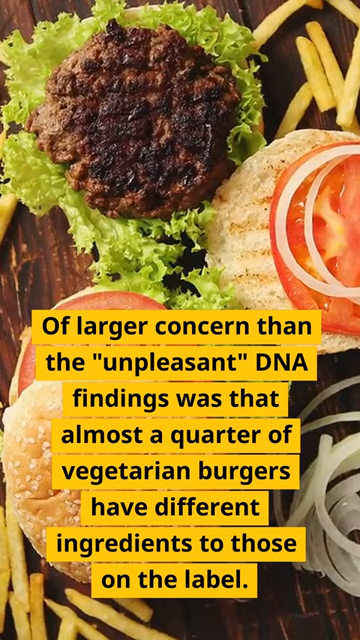 Of larger concern than
the "unpleasant" DNA
findings was that
almost a quarter of
vegetarian burgers
have different
ingredients to those
on the label.